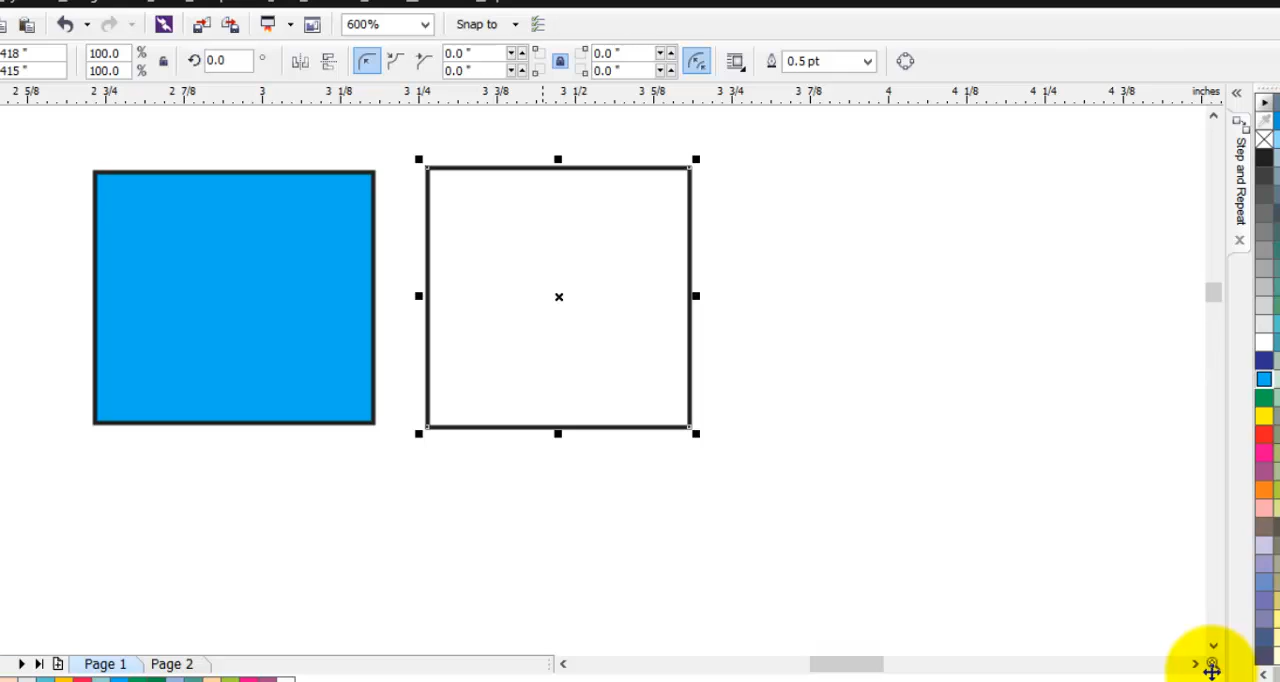 600%
Snap to
418 "
415 "
100.0 %
100.0 %
0.0 °
0.0 "
0.0 "
0.0 "
0.0 "
0.5 pt
2 5/8 2 3/4 2 7/8 3 3 1/8 3 1/4 3 3/8 3 1/2 3 5/8 3 3/4 3 7/8 4 4 1/8 4 1/4 4 3/8 inches
Step and Repeat
Page 1 Page 2